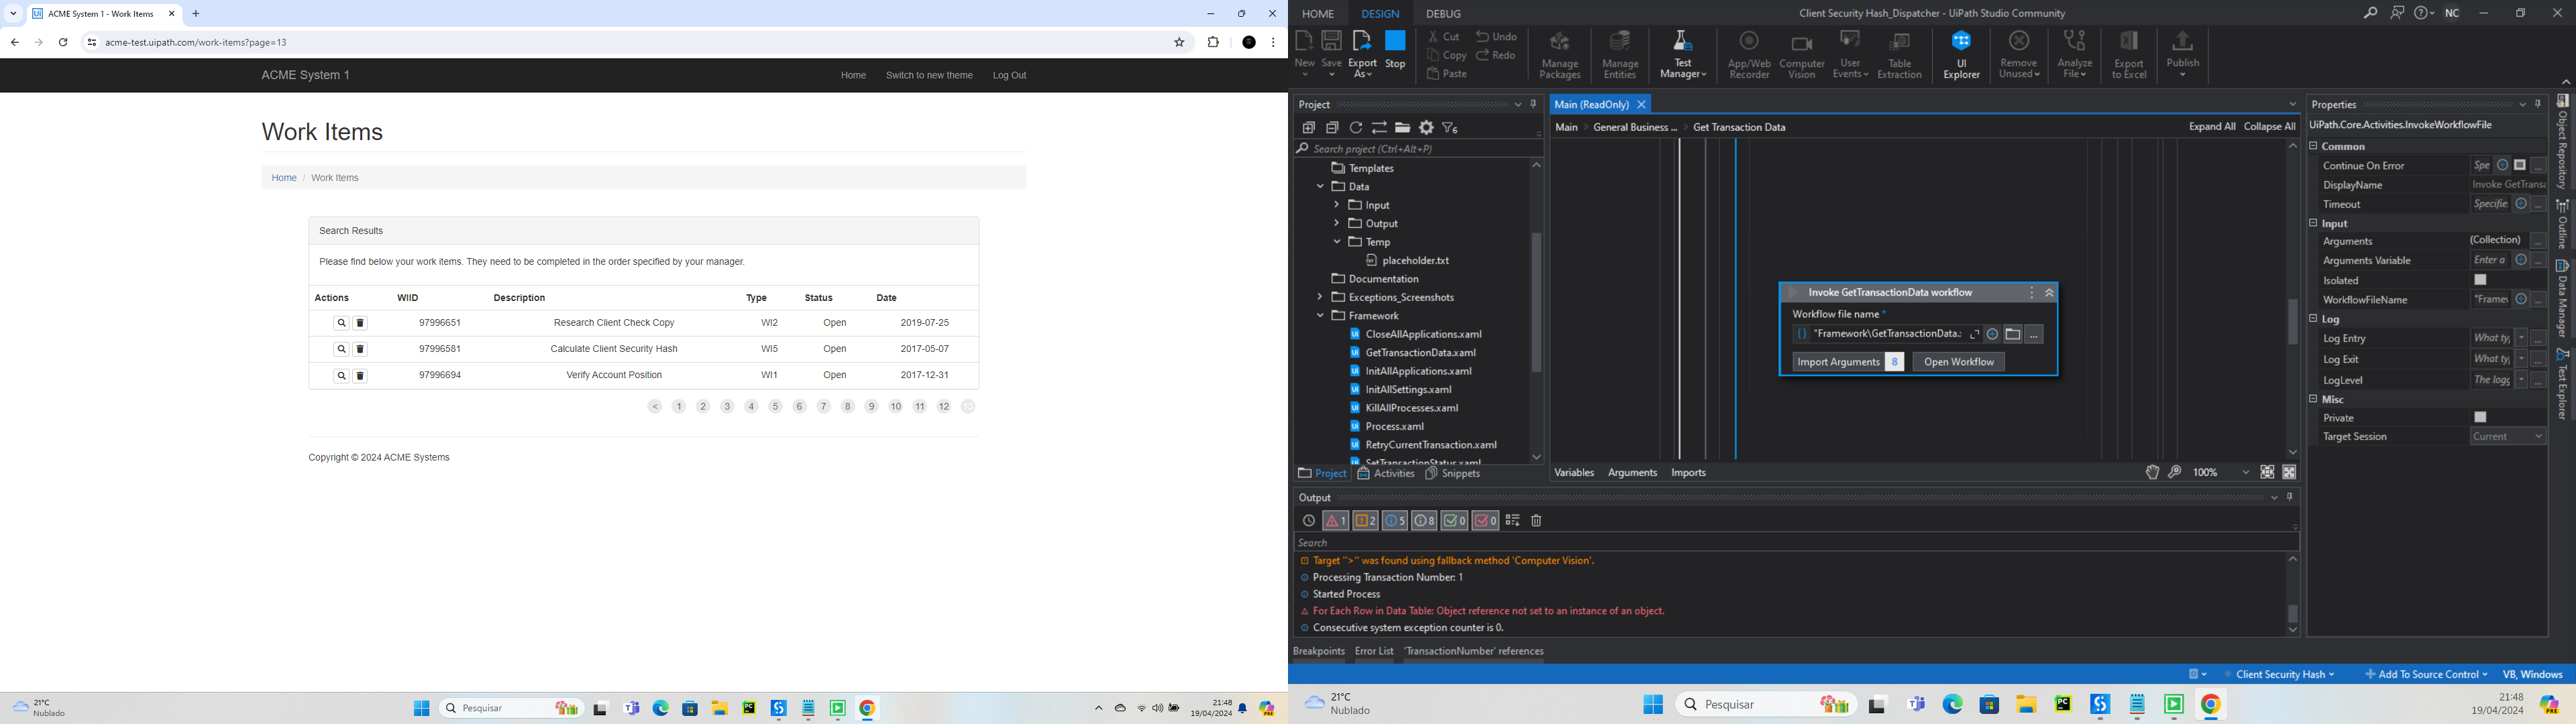 ACME System 1 - Work Items
acme-test.uipath.com/work-items?page=13
ACME System 1
Home
Switch to new theme
Log Out
Work Items
Home / Work Items
Search Results
Please find below your work items. They need to be completed in the order specified by your manager.
Actions WIID Description Type Status Date
97996651 Research Client Check Copy WI2 Open 2019-07-25
97996581 Calculate Client Security Hash WI5 Open 2017-05-07
97996694 Verify Account Position WI1 Open 2017-12-31
< 1 2 3 4 5 6 7 8 9 10 11 12 13
Copyright © 2024 ACME Systems
21°C
Nublado
Pesquisar
21:48
19/04/2024
HOME DESIGN DEBUG
Client Security Hash_Dispatcher - UiPath Studio Community
NC
New
Save
Export
As
Stop
Cut
Copy
Paste
Undo
Redo
Manage
Packages
Manage
Entities
Test
Manager
App/Web
Recorder
Computer
Vision
User
Events
Table
Extraction
UI
Explorer
Remove
Unused
Analyze
File
Export
to Excel
Publish
Project
Search project (Ctrl+Alt+P)
Templates
Data
Input
Output
Temp
placeholder.txt
Documentation
Exceptions_Screenshots
Framework
CloseAllApplications.xaml
GetTransactionData.xaml
InitAllApplications.xaml
InitAllSettings.xaml
KillAllProcesses.xaml
Process.xaml
RetryCurrentTransaction.xaml
SetTransactionStatus.xaml
Project Activities Snippets
Main (ReadOnly)
Main > General Business ... > Get Transaction Data
Expand All Collapse All
Invoke GetTransactionData workflow
Workflow file name *
"Framework\GetTransactionData.:
Import Arguments 8
Open Workflow
Variables Arguments Imports
100%
Properties
UiPath.Core.Activities.InvokeWorkflowFile
Common
Continue On Error Spe
DisplayName Invoke GetTransa
Timeout Specifie
Input
Arguments (Collection)
Arguments Variable Enter a
Isolated
WorkflowFileName "Framev
Log
Log Entry What ty
Log Exit What ty
LogLevel The logg
Misc
Private
Target Session Current
Object Repository
Outline
Data Manager
Test Explorer
Output
1 2 5 8 0 0
Search
Target ">" was found using fallback method 'Computer Vision'.
Processing Transaction Number: 1
Started Process
For Each Row in Data Table: Object reference not set to an instance of an object.
Consecutive system exception counter is 0.
Breakpoints Error List 'TransactionNumber' references
Client Security Hash
Add To Source Control
VB, Windows
21°C
Nublado
Pesquisar
21:48
19/04/2024